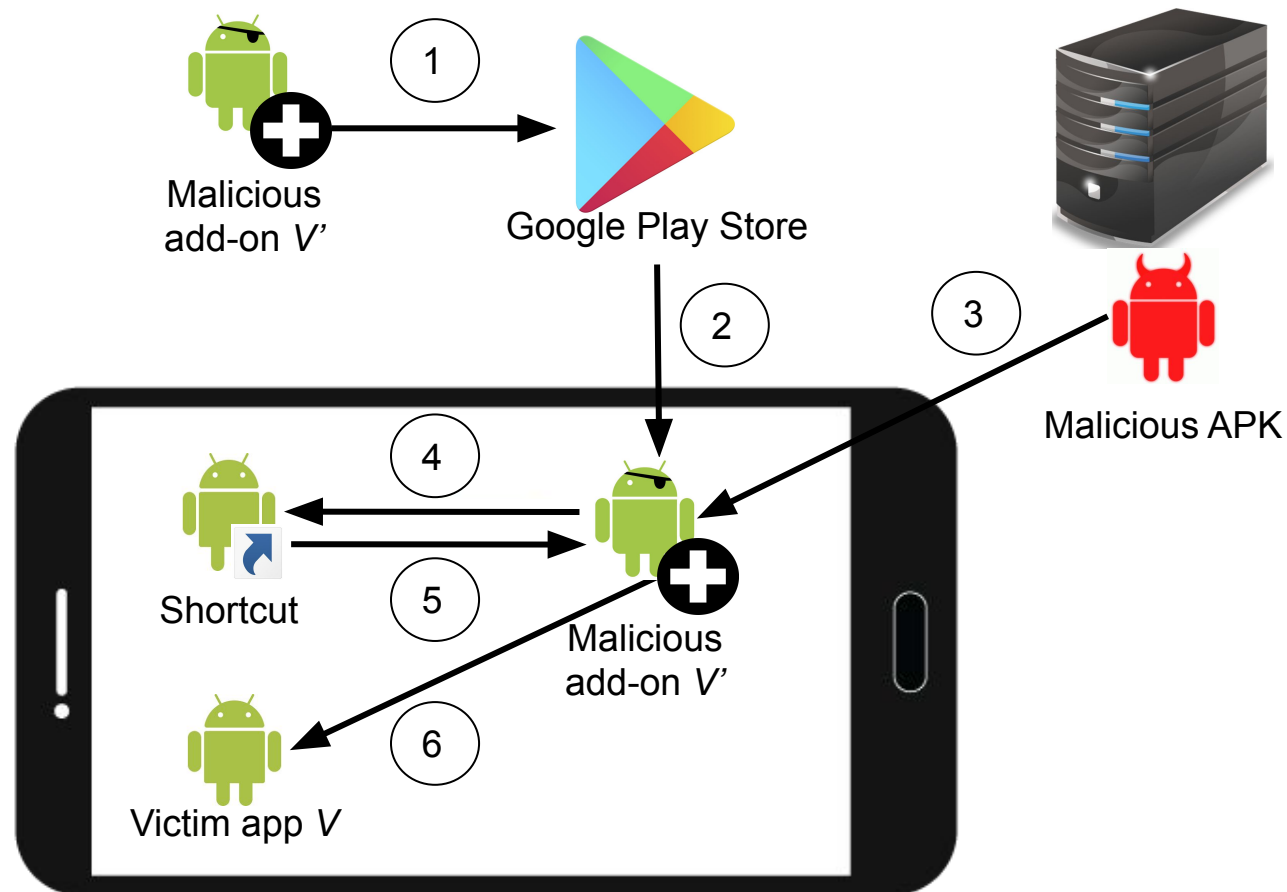 1
Malicious
add-on V’
Google Play Store
2
3
Malicious APK
4
5
Shortcut
Malicious
add-on V’
6
Victim app V